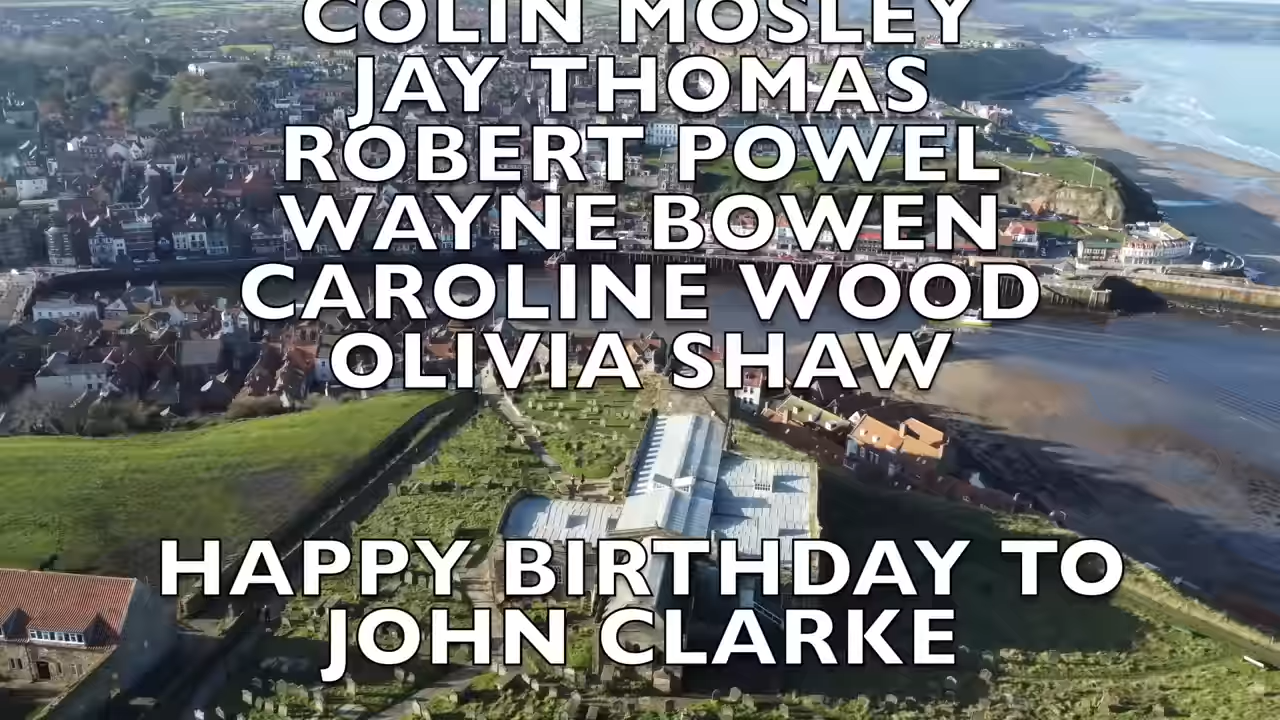 COLIN MOSLEY
JAY THOMAS
ROBERT POWEL
WAYNE BOWEN
CAROLINE WOOD
OLIVIA SHAW
HAPPY BIRTHDAY TO
JOHN CLARKE